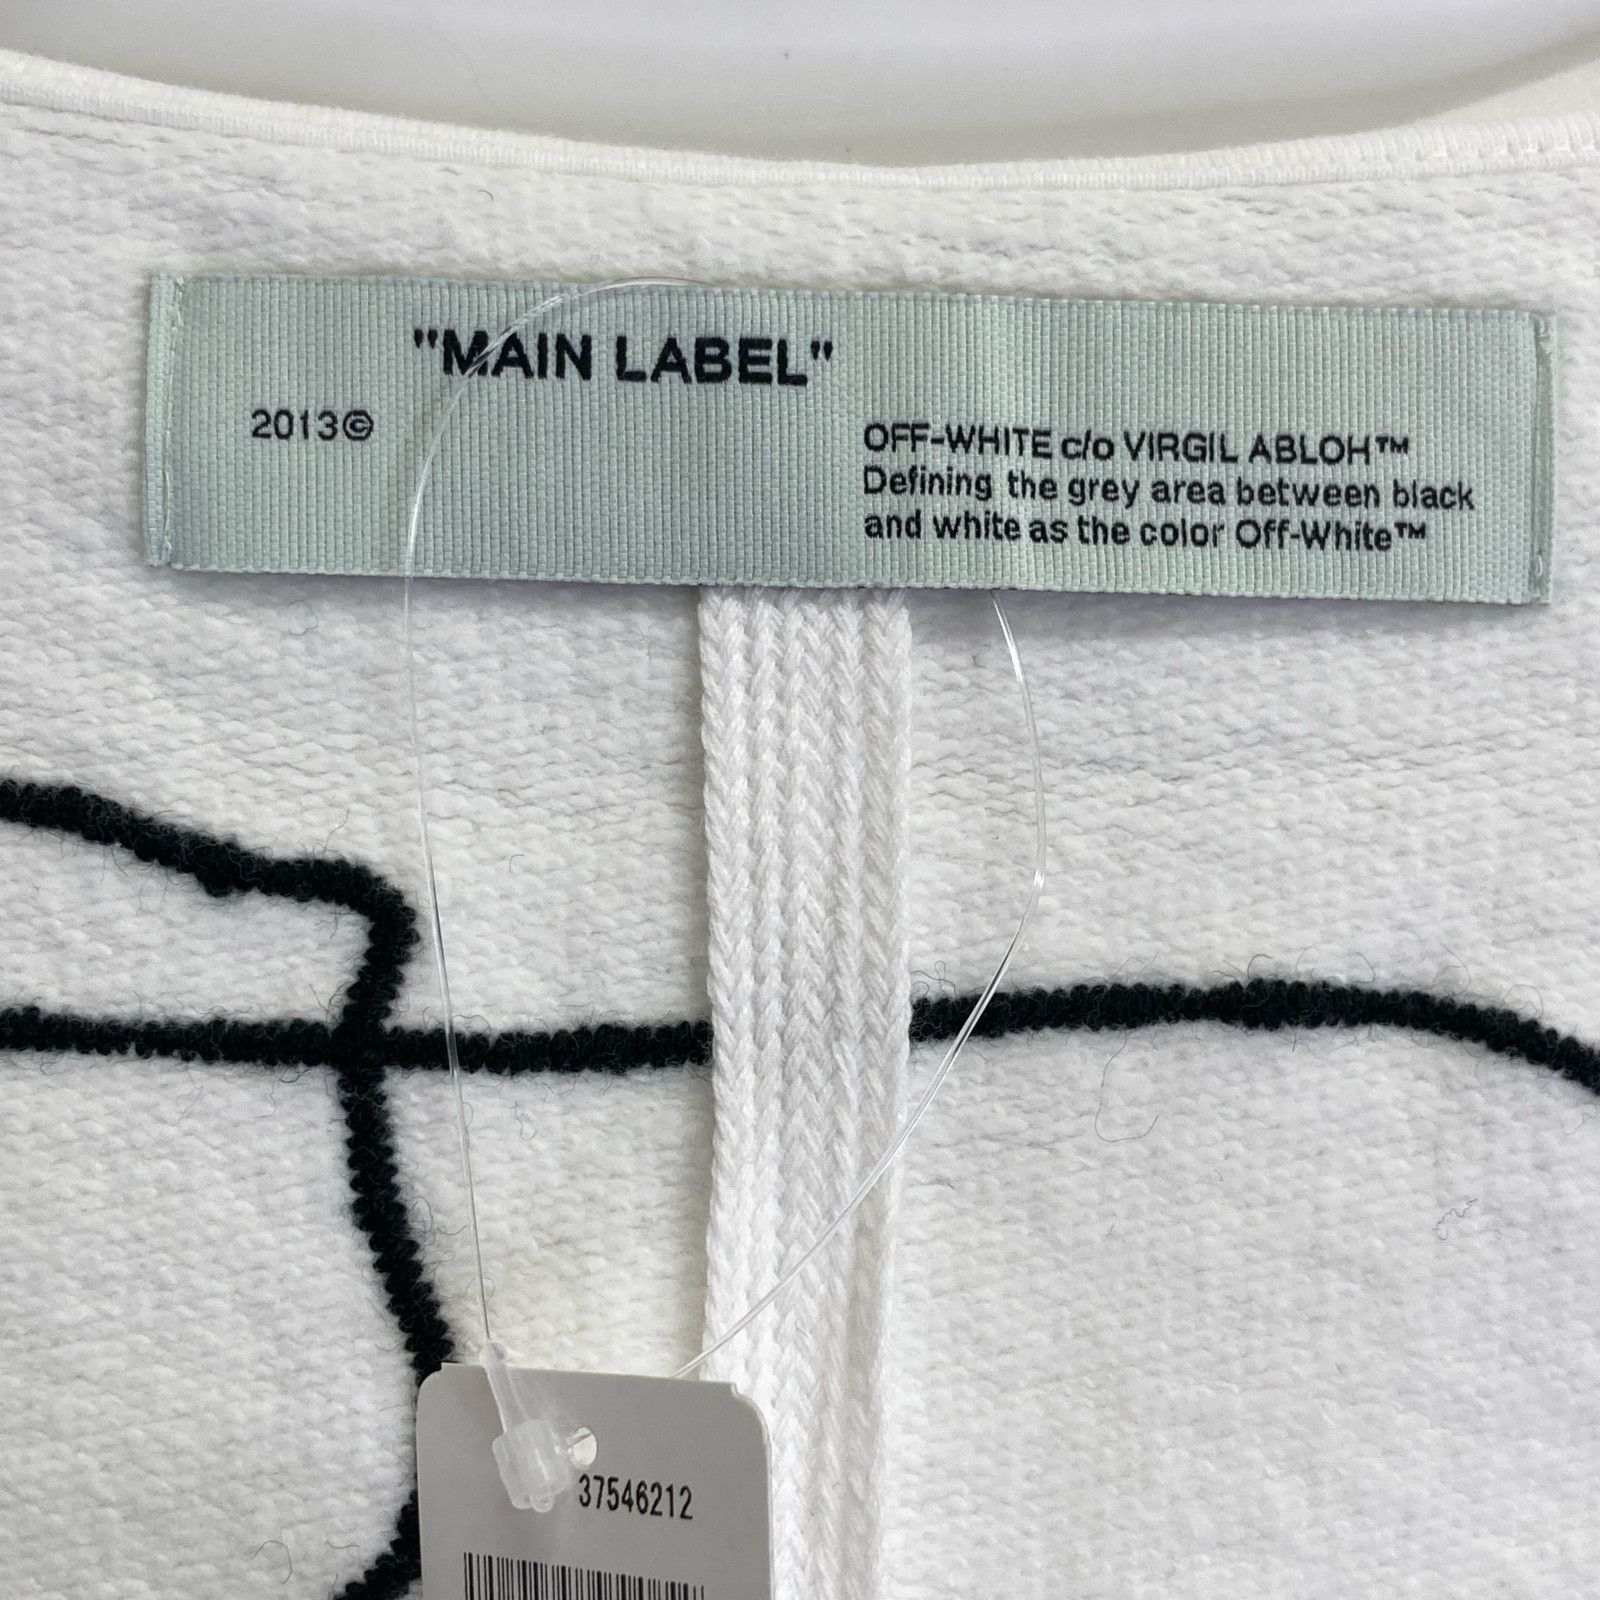 "MAIN LABEL"
2013©
OFF-WHITE c/o VIRGIL ABLOH™
Defining the grey area between black
and white as the color Off-White™
37546212